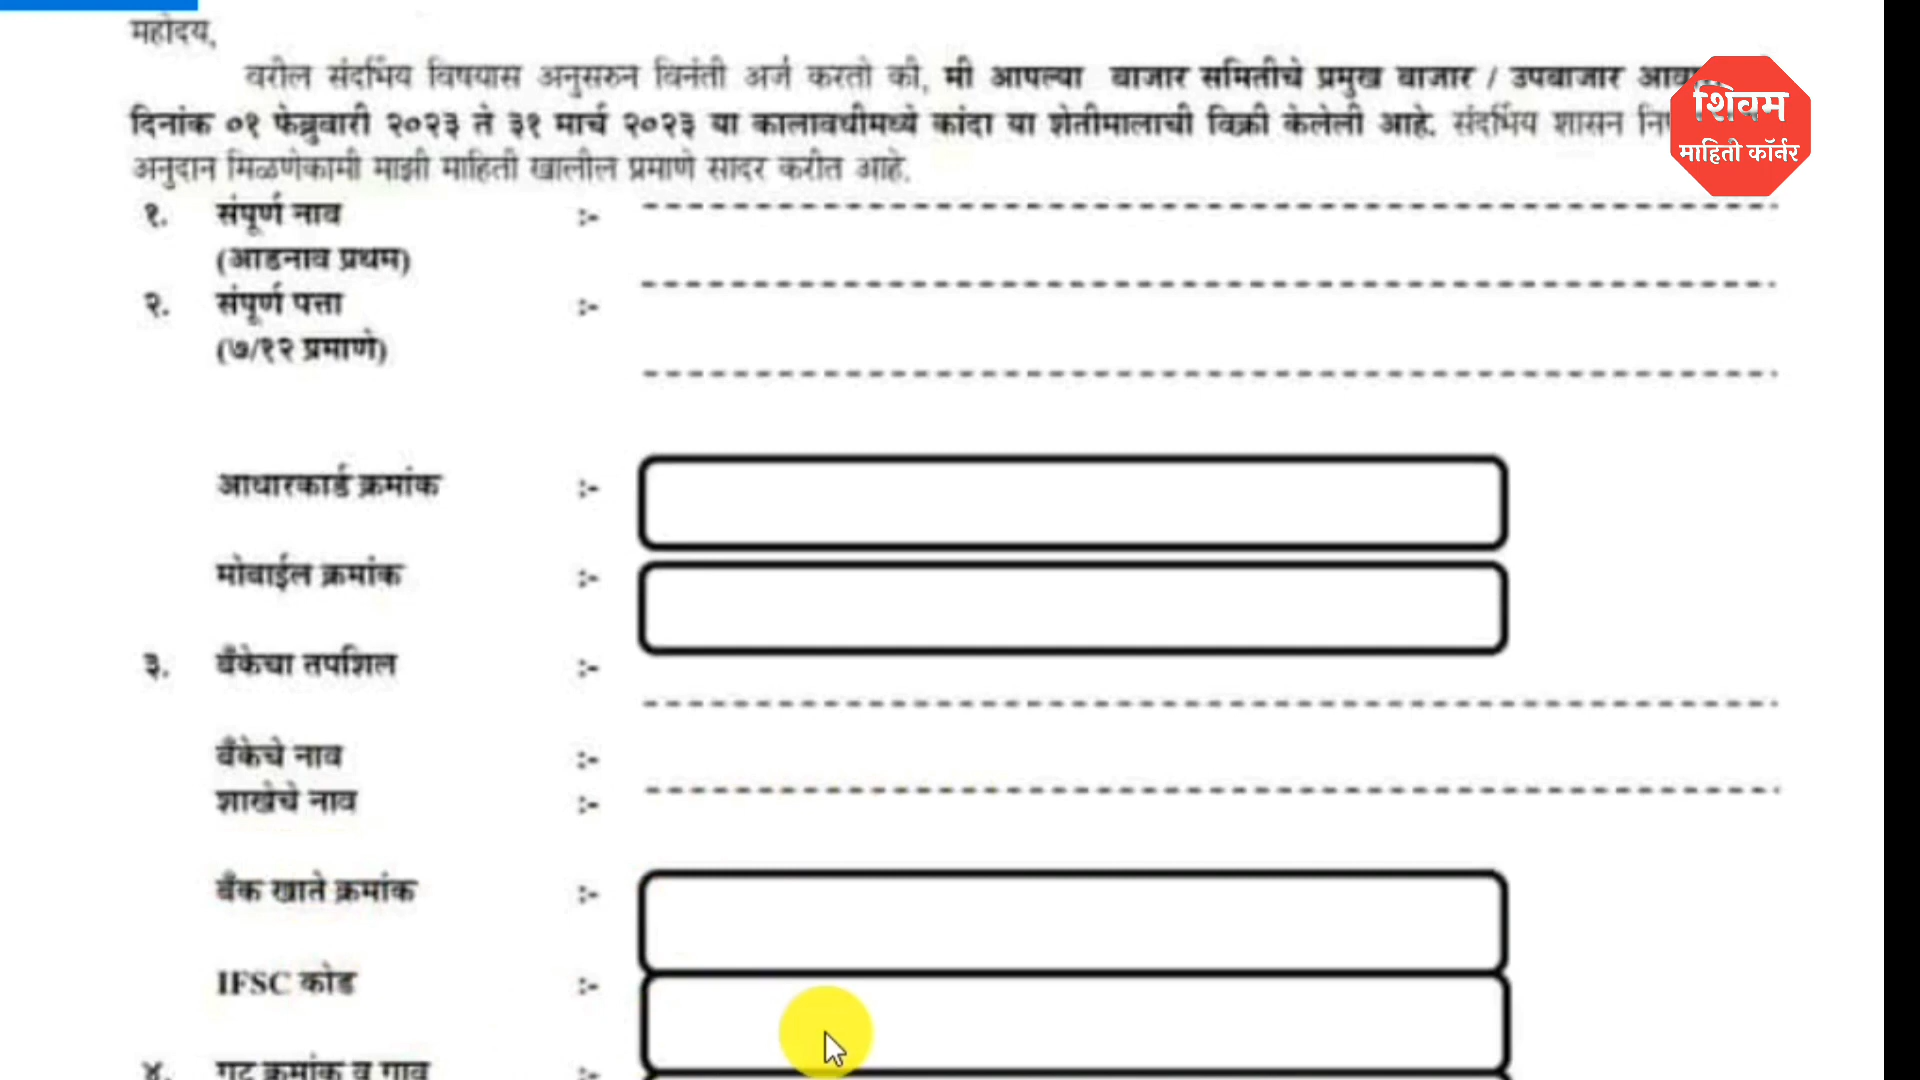 महोदय,
वरील संदर्भिय विषयास अनुसरुन विनंती अर्ज करतो की, मी आपल्या बाजार समितीचे प्रमुख बाजार / उपबाजार
दिनांक ०१ फेब्रुवारी २०२३ ते ३१ मार्च २०२३ या कालावधीमध्ये कांदा या शेतीमालाची विक्री केलेली आहे. संदर्भिय शासन
अनुदान मिळणेकामी माझी माहिती खालील प्रमाणे सादर करीत आहे.
शिवम
माहिती कॉर्नर
१. संपूर्ण नाव :-
(आडनाव प्रथम)
२. संपूर्ण पत्ता :-
(७/१२ प्रमाणे)
आधारकार्ड क्रमांक :-
मोबाईल क्रमांक :-
३. बँकेचा तपशिल :-
बँकेचे नाव :-
शाखेचे नाव :-
बँक खाते क्रमांक :-
IFSC कोड :-
४. गट क्रमांक व गाव :-